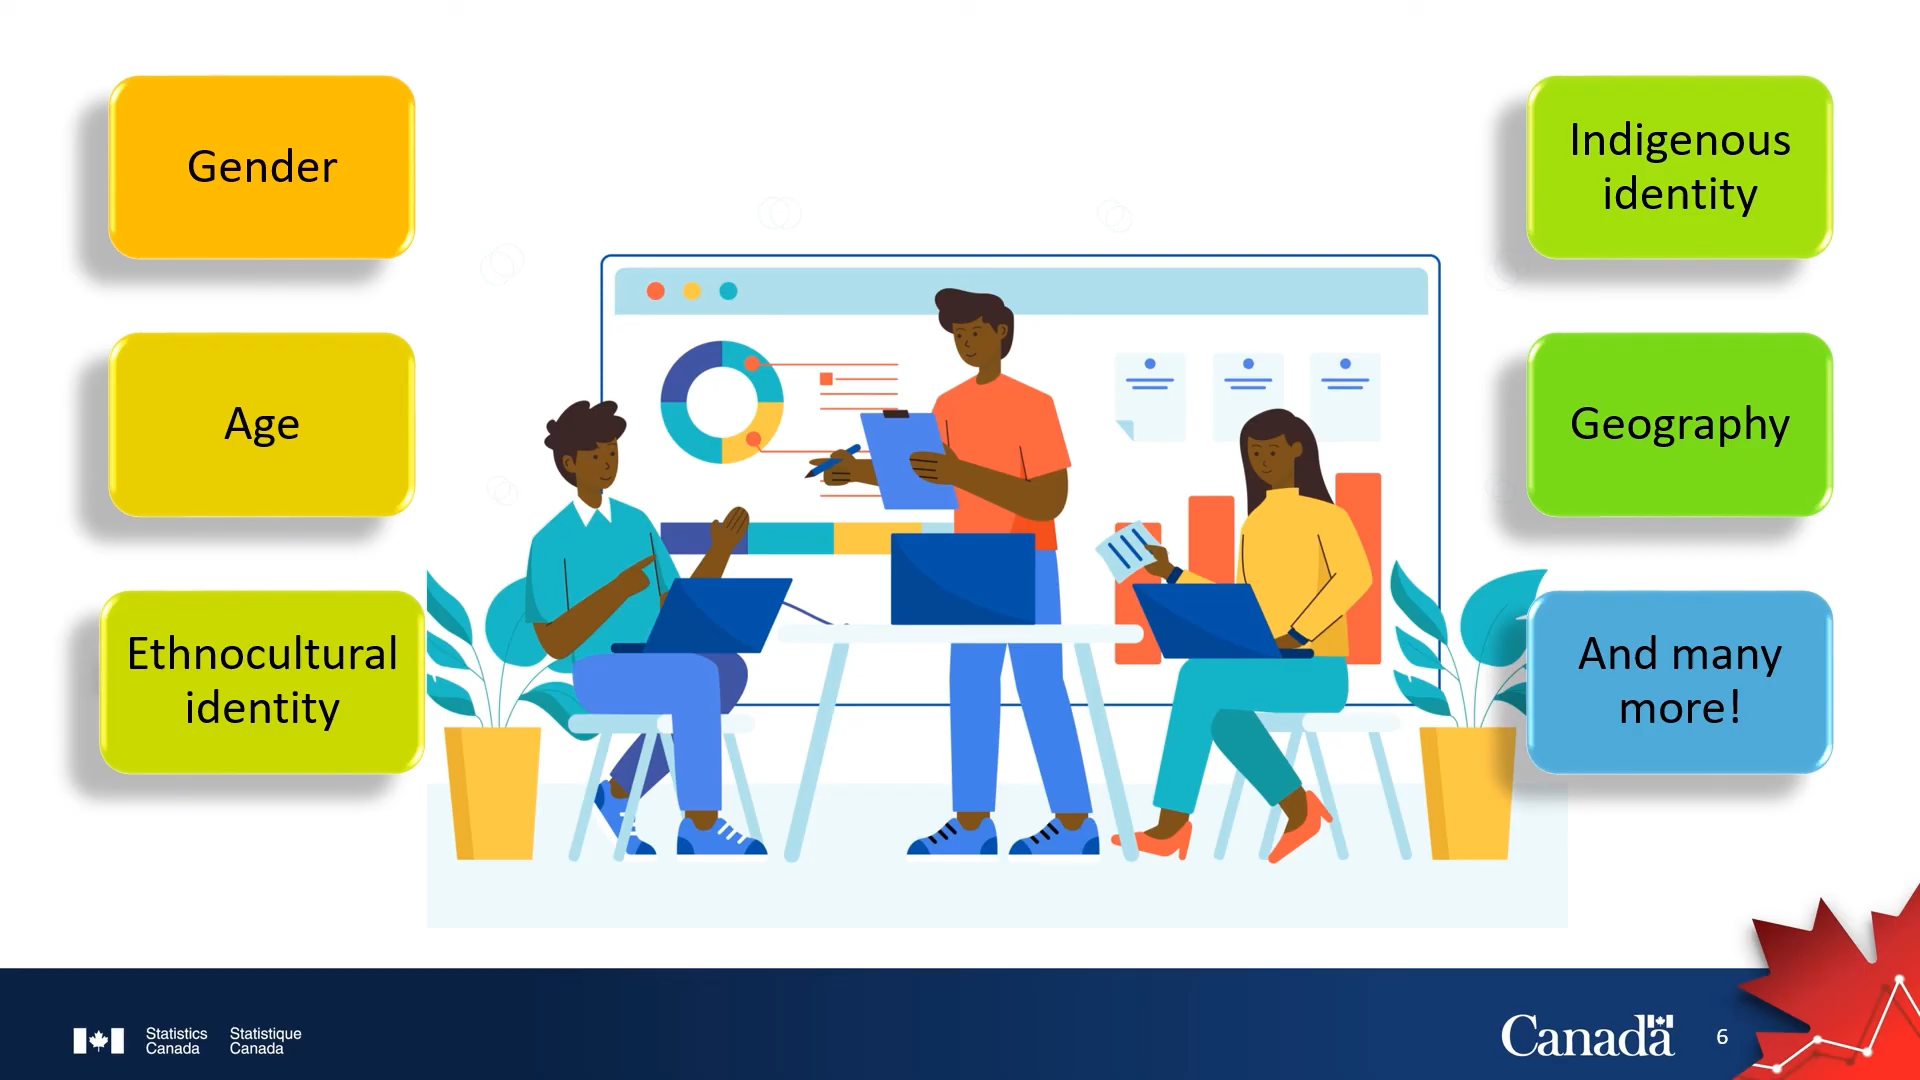 Gender
Age
Ethnocultural
identity
Indigenous
identity
Geography
And many
more!
Statistics
Canada
Statistique
Canada
Canada
6